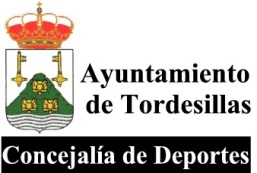 Ayuntamiento
de Tordesillas
Concejalía de Deportes